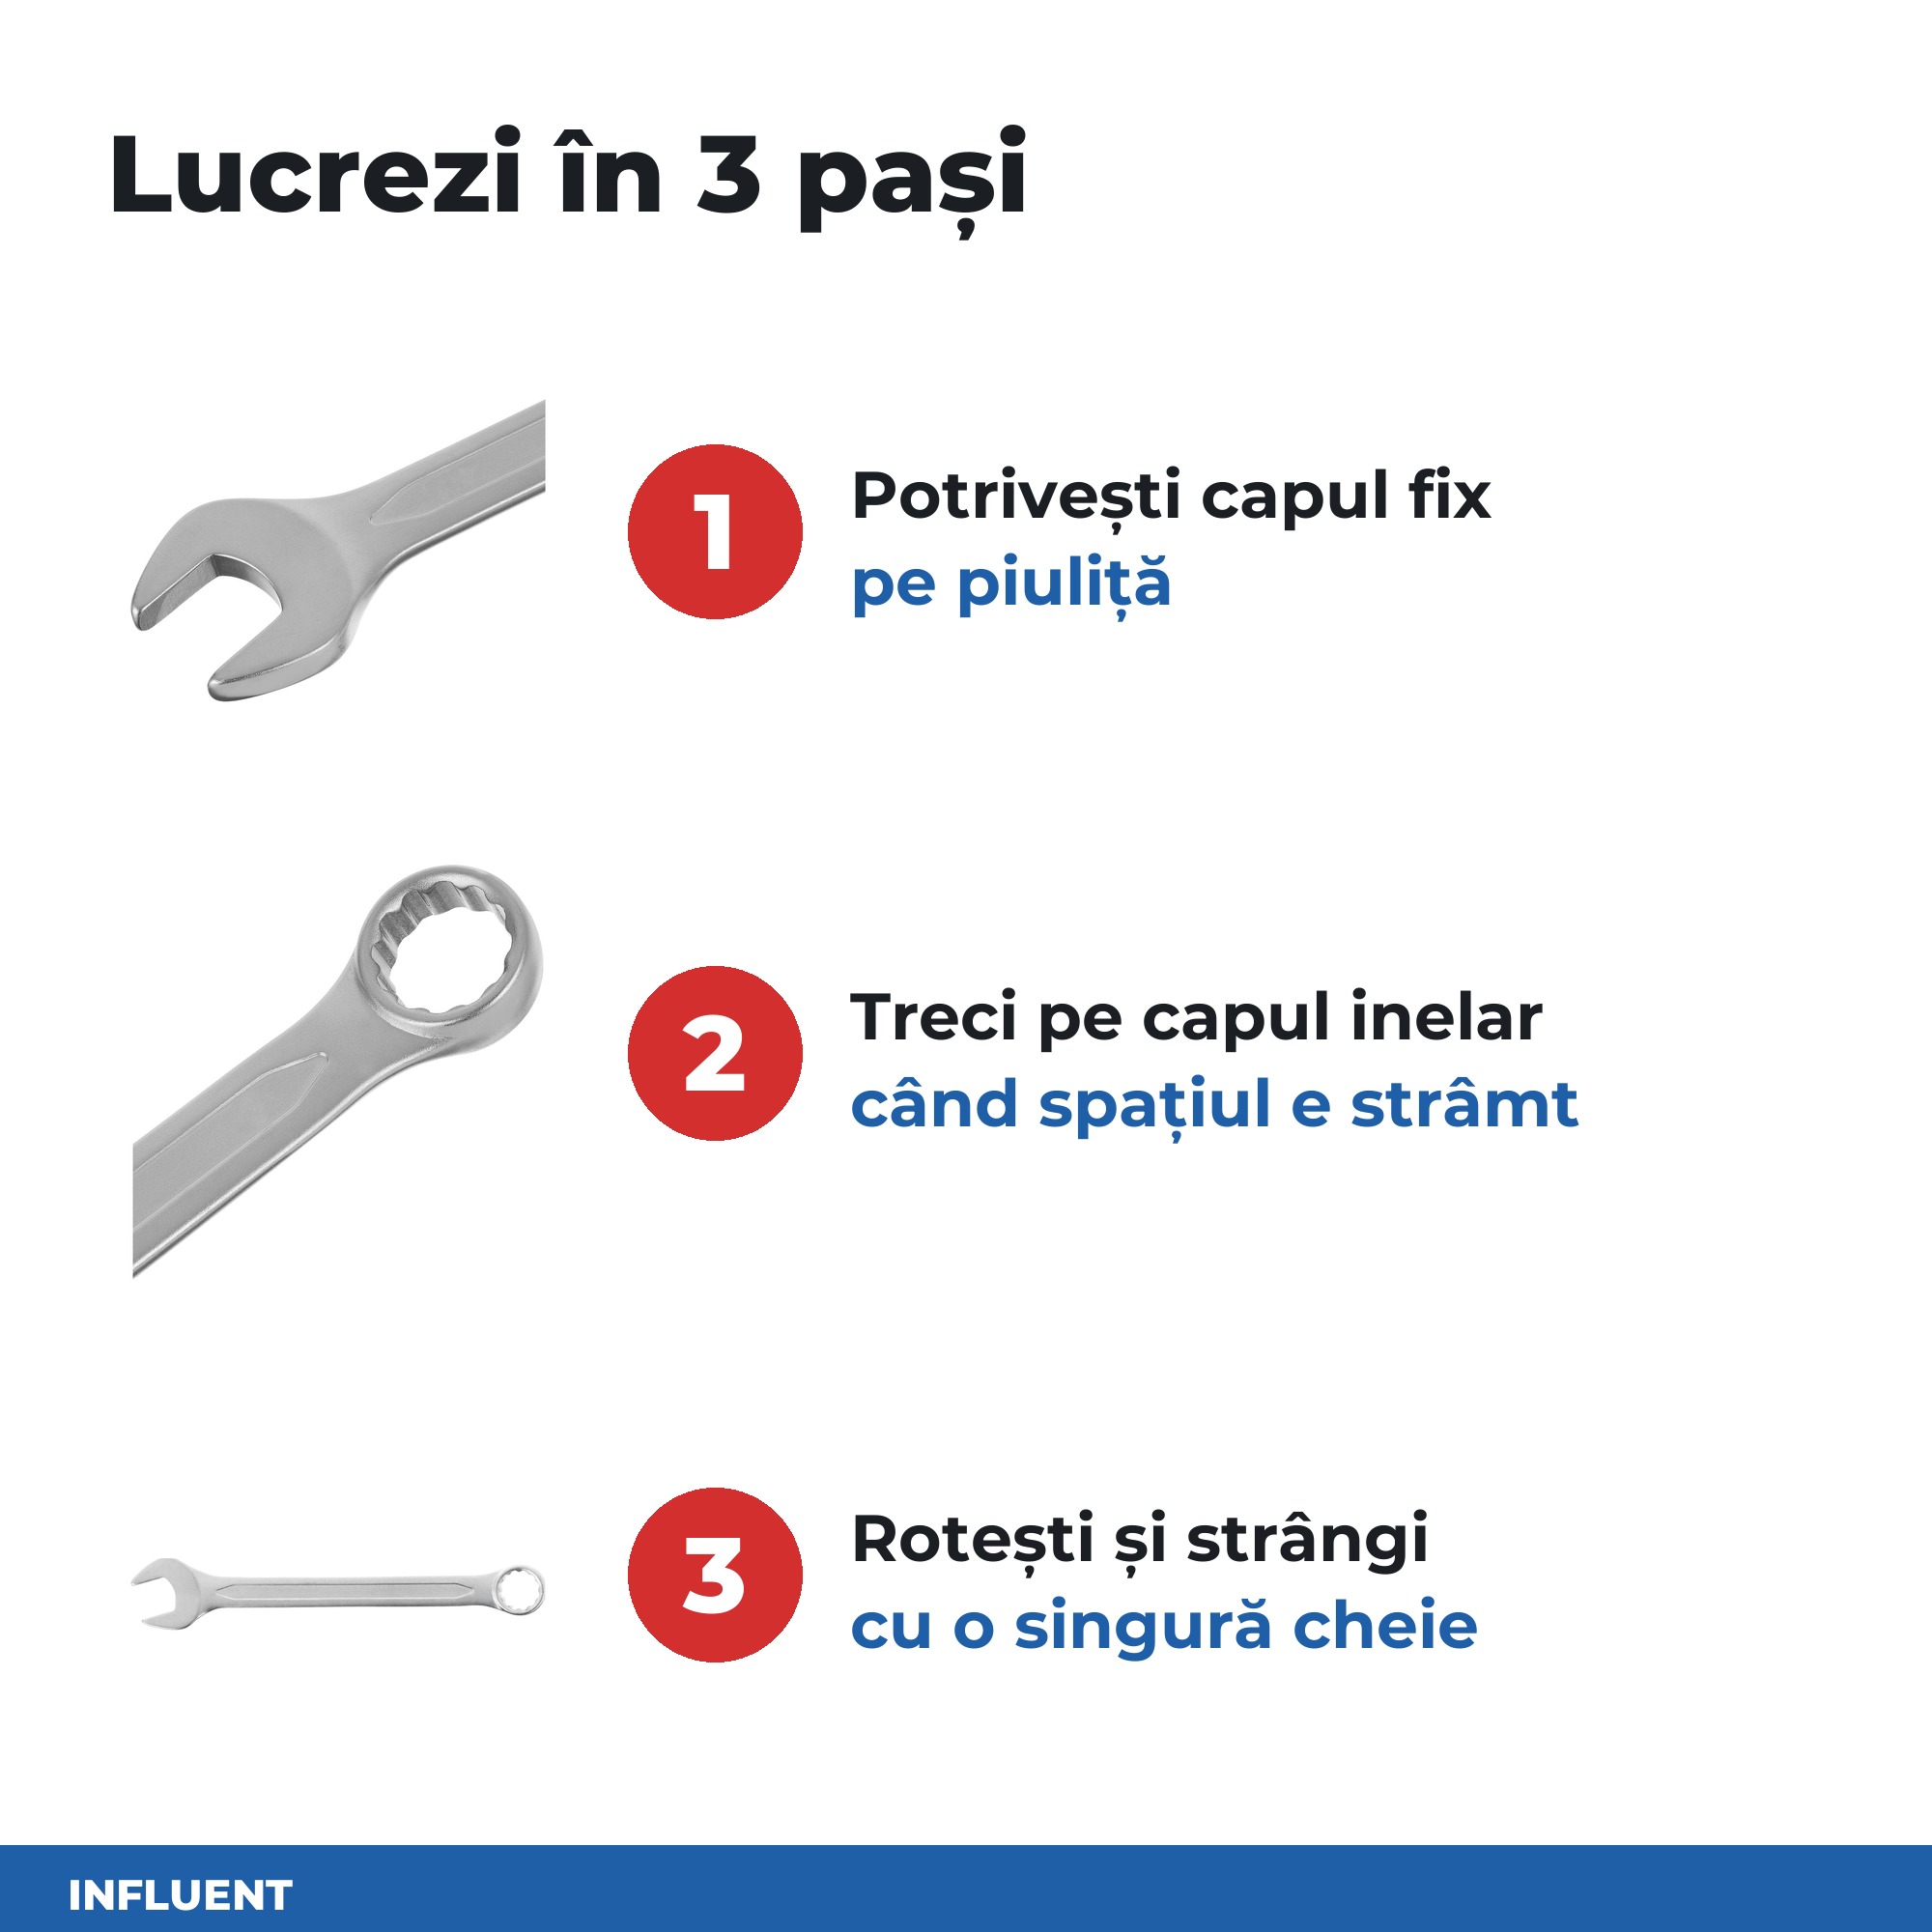 Lucrezi în 3 pași
1
Potrivești capul fix
pe piuliță
2
Treci pe capul inelar
când spațiul e strâmt
3
Rotești și strângi
cu o singură cheie
INFLUENT